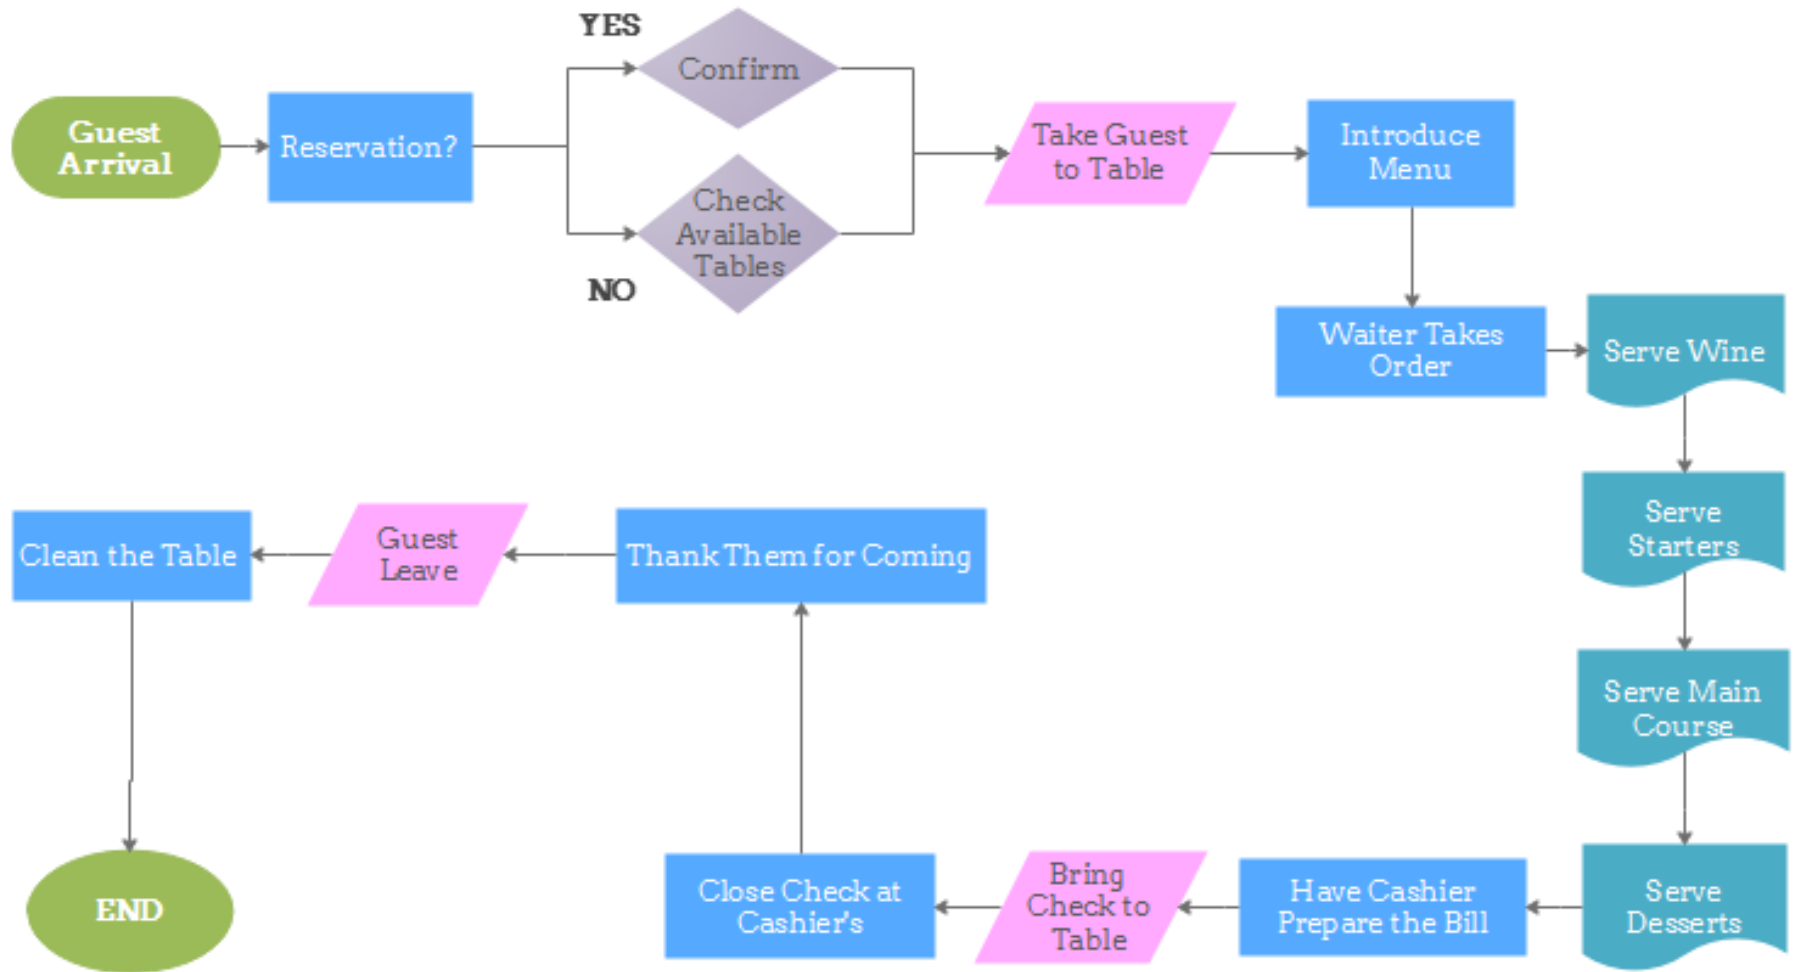 YES
Confirm
Guest
Arrival
Reservation?
Check
Available
Tables
NO
Take Guest
to Table
Introduce
Menu
Waiter Takes
Order
Serve Wine
Serve
Starters
Serve Main
Course
Serve
Desserts
Have Cashier
Prepare the Bill
Bring
Check to
Table
Close Check at
Cashier's
Thank Them for Coming
Guest
Leave
Clean the Table
END